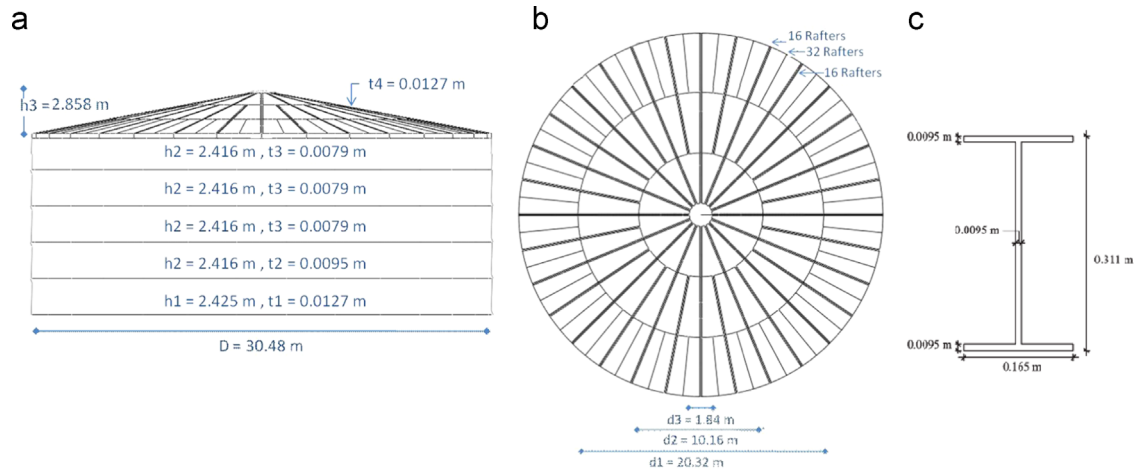 a
h3 = 2.858 m
t4 = 0.0127 m
h2 = 2.416 m , t3 = 0.0079 m
h2 = 2.416 m , t3 = 0.0079 m
h2 = 2.416 m , t3 = 0.0079 m
h2 = 2.416 m , t2 = 0.0095 m
h1 = 2.425 m , t1 = 0.0127 m
D = 30.48 m
b
16 Rafters
32 Rafters
16 Rafters
d3 = 1.84 m
d2 = 10.16 m
d1 = 20.32 m
c
0.0095 m
0.0095 m
0.311 m
0.0095 m
0.165 m